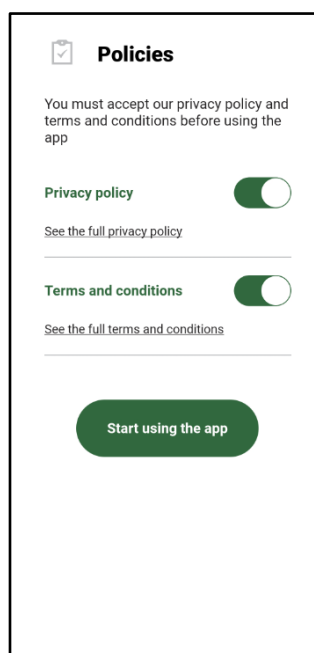 Policies
You must accept our privacy policy and
terms and conditions before using the
app
Privacy policy
See the full privacy policy
Terms and conditions
See the full terms and conditions
Start using the app